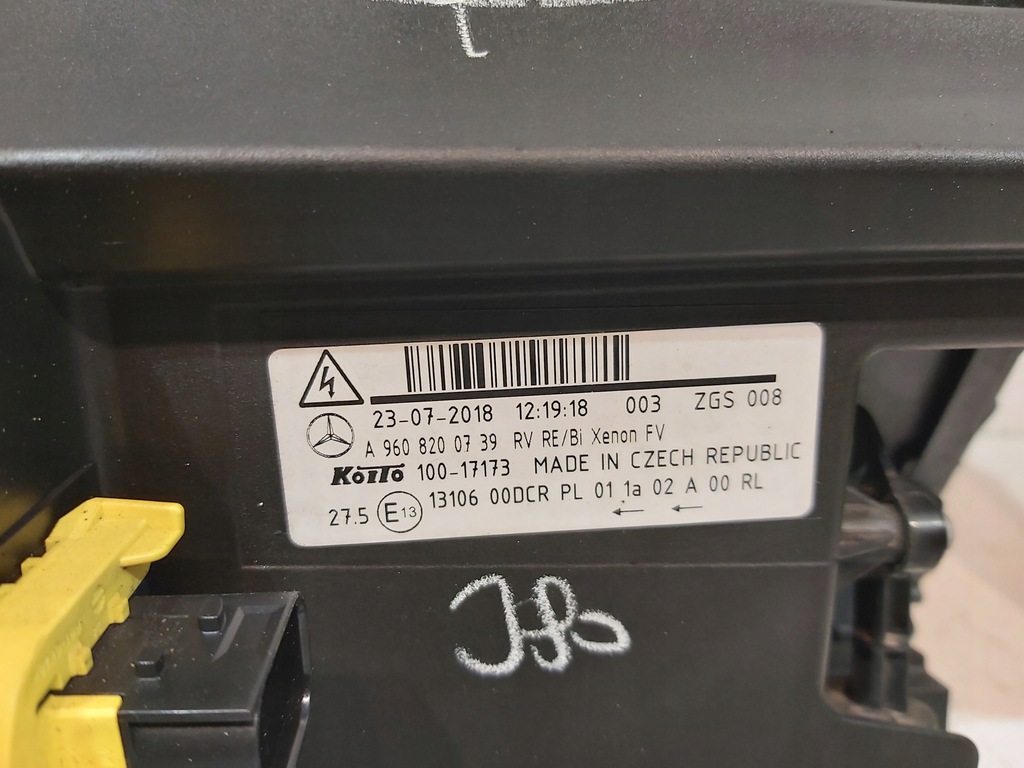 23-07-2018 12:19:18 003 ZGS 008
A 960 820 07 39 RV RE/Bi Xenon FV
KOITO 100-17173 MADE IN CZECH REPUBLIC
27.5 E13 13106 00DCR PL 01 1a 02 A 00 RL